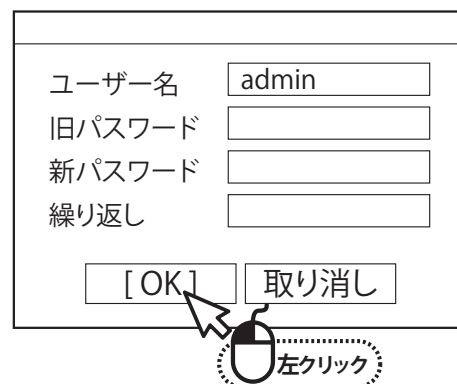 ユーザー名 admin
旧パスワード
新パスワード
繰り返し
[ OK ] 取り消し
左クリック